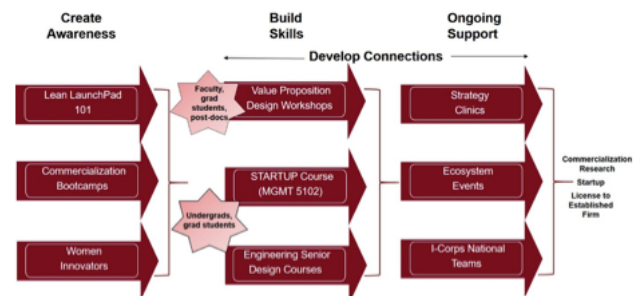 Create
Awareness
Build
Skills
Ongoing
Support
Develop Connections
Lean LaunchPad
101
Faculty,
grad
students,
post-docs
Value Proposition
Design Workshops
Strategy
Clinics
Commercialization
Bootcamps
STARTUP Course
(MGMT 5102)
Ecosystem
Events
Commercialization
Research
Startup
License to
Established
Firm
Undergrads,
grad students
Women
Innovators
Engineering Senior
Design Courses
I-Corps National
Teams